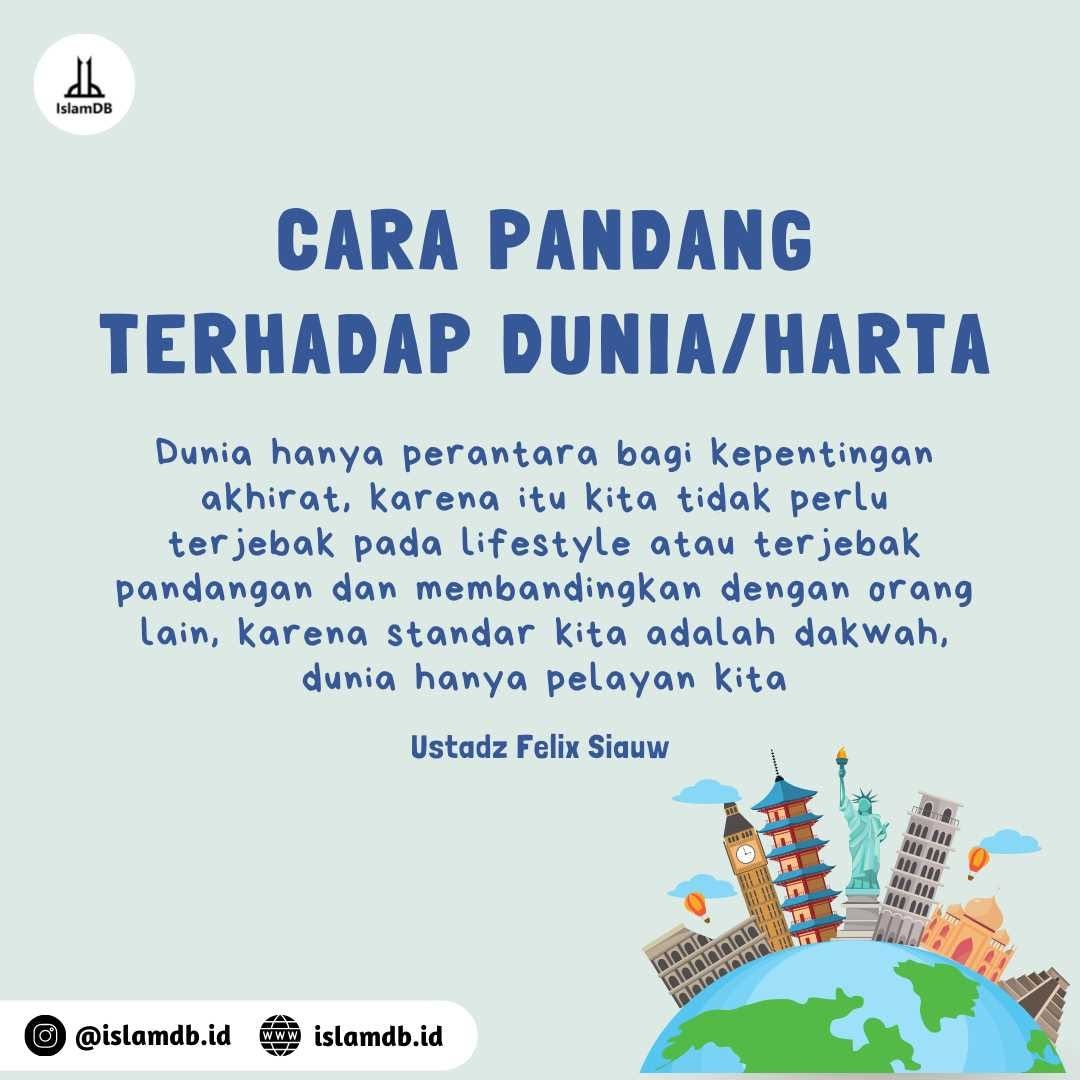 IslamDB
CARA PANDANG
TERHADAP DUNIA/HARTA
Dunia hanya perantara bagi kepentingan
akhirat, karena itu kita tidak perlu
terjebak pada lifestyle atau terjebak
pandangan dan membandingkan dengan orang
lain, karena standar kita adalah dakwah,
dunia hanya pelayan kita
Ustadz Felix Siauw
@islamdb.id WWW islamdb.id